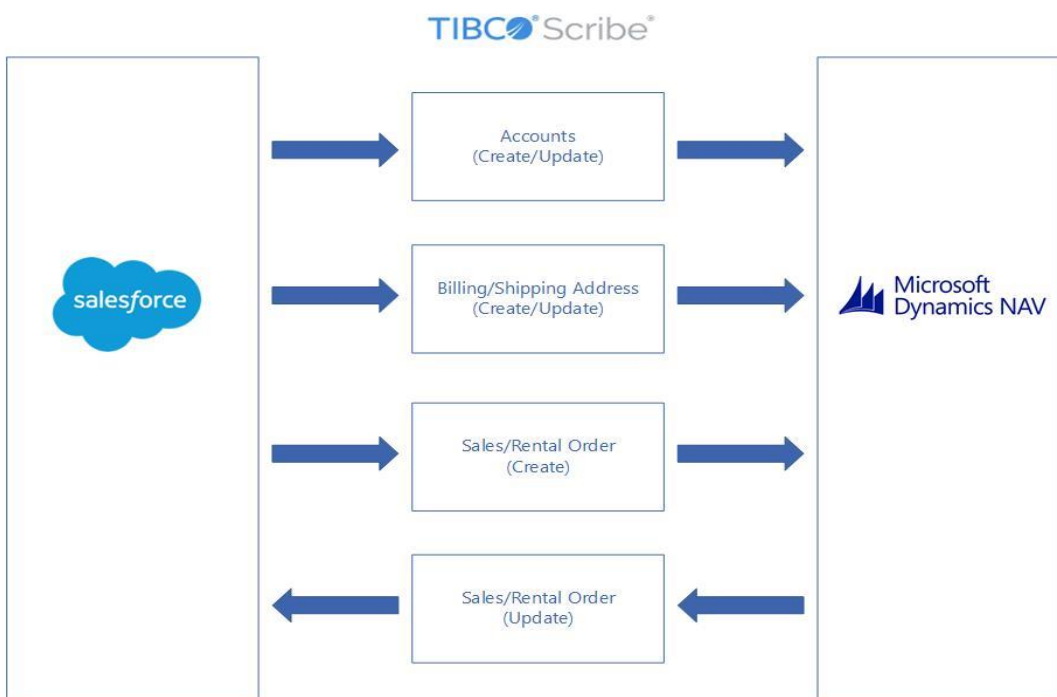 TIBCO® Scribe®
Accounts
(Create/Update)
salesforce
Billing/Shipping Address
(Create/Update)
Microsoft
Dynamics NAV
Sales/Rental Order
(Create)
Sales/Rental Order
(Update)